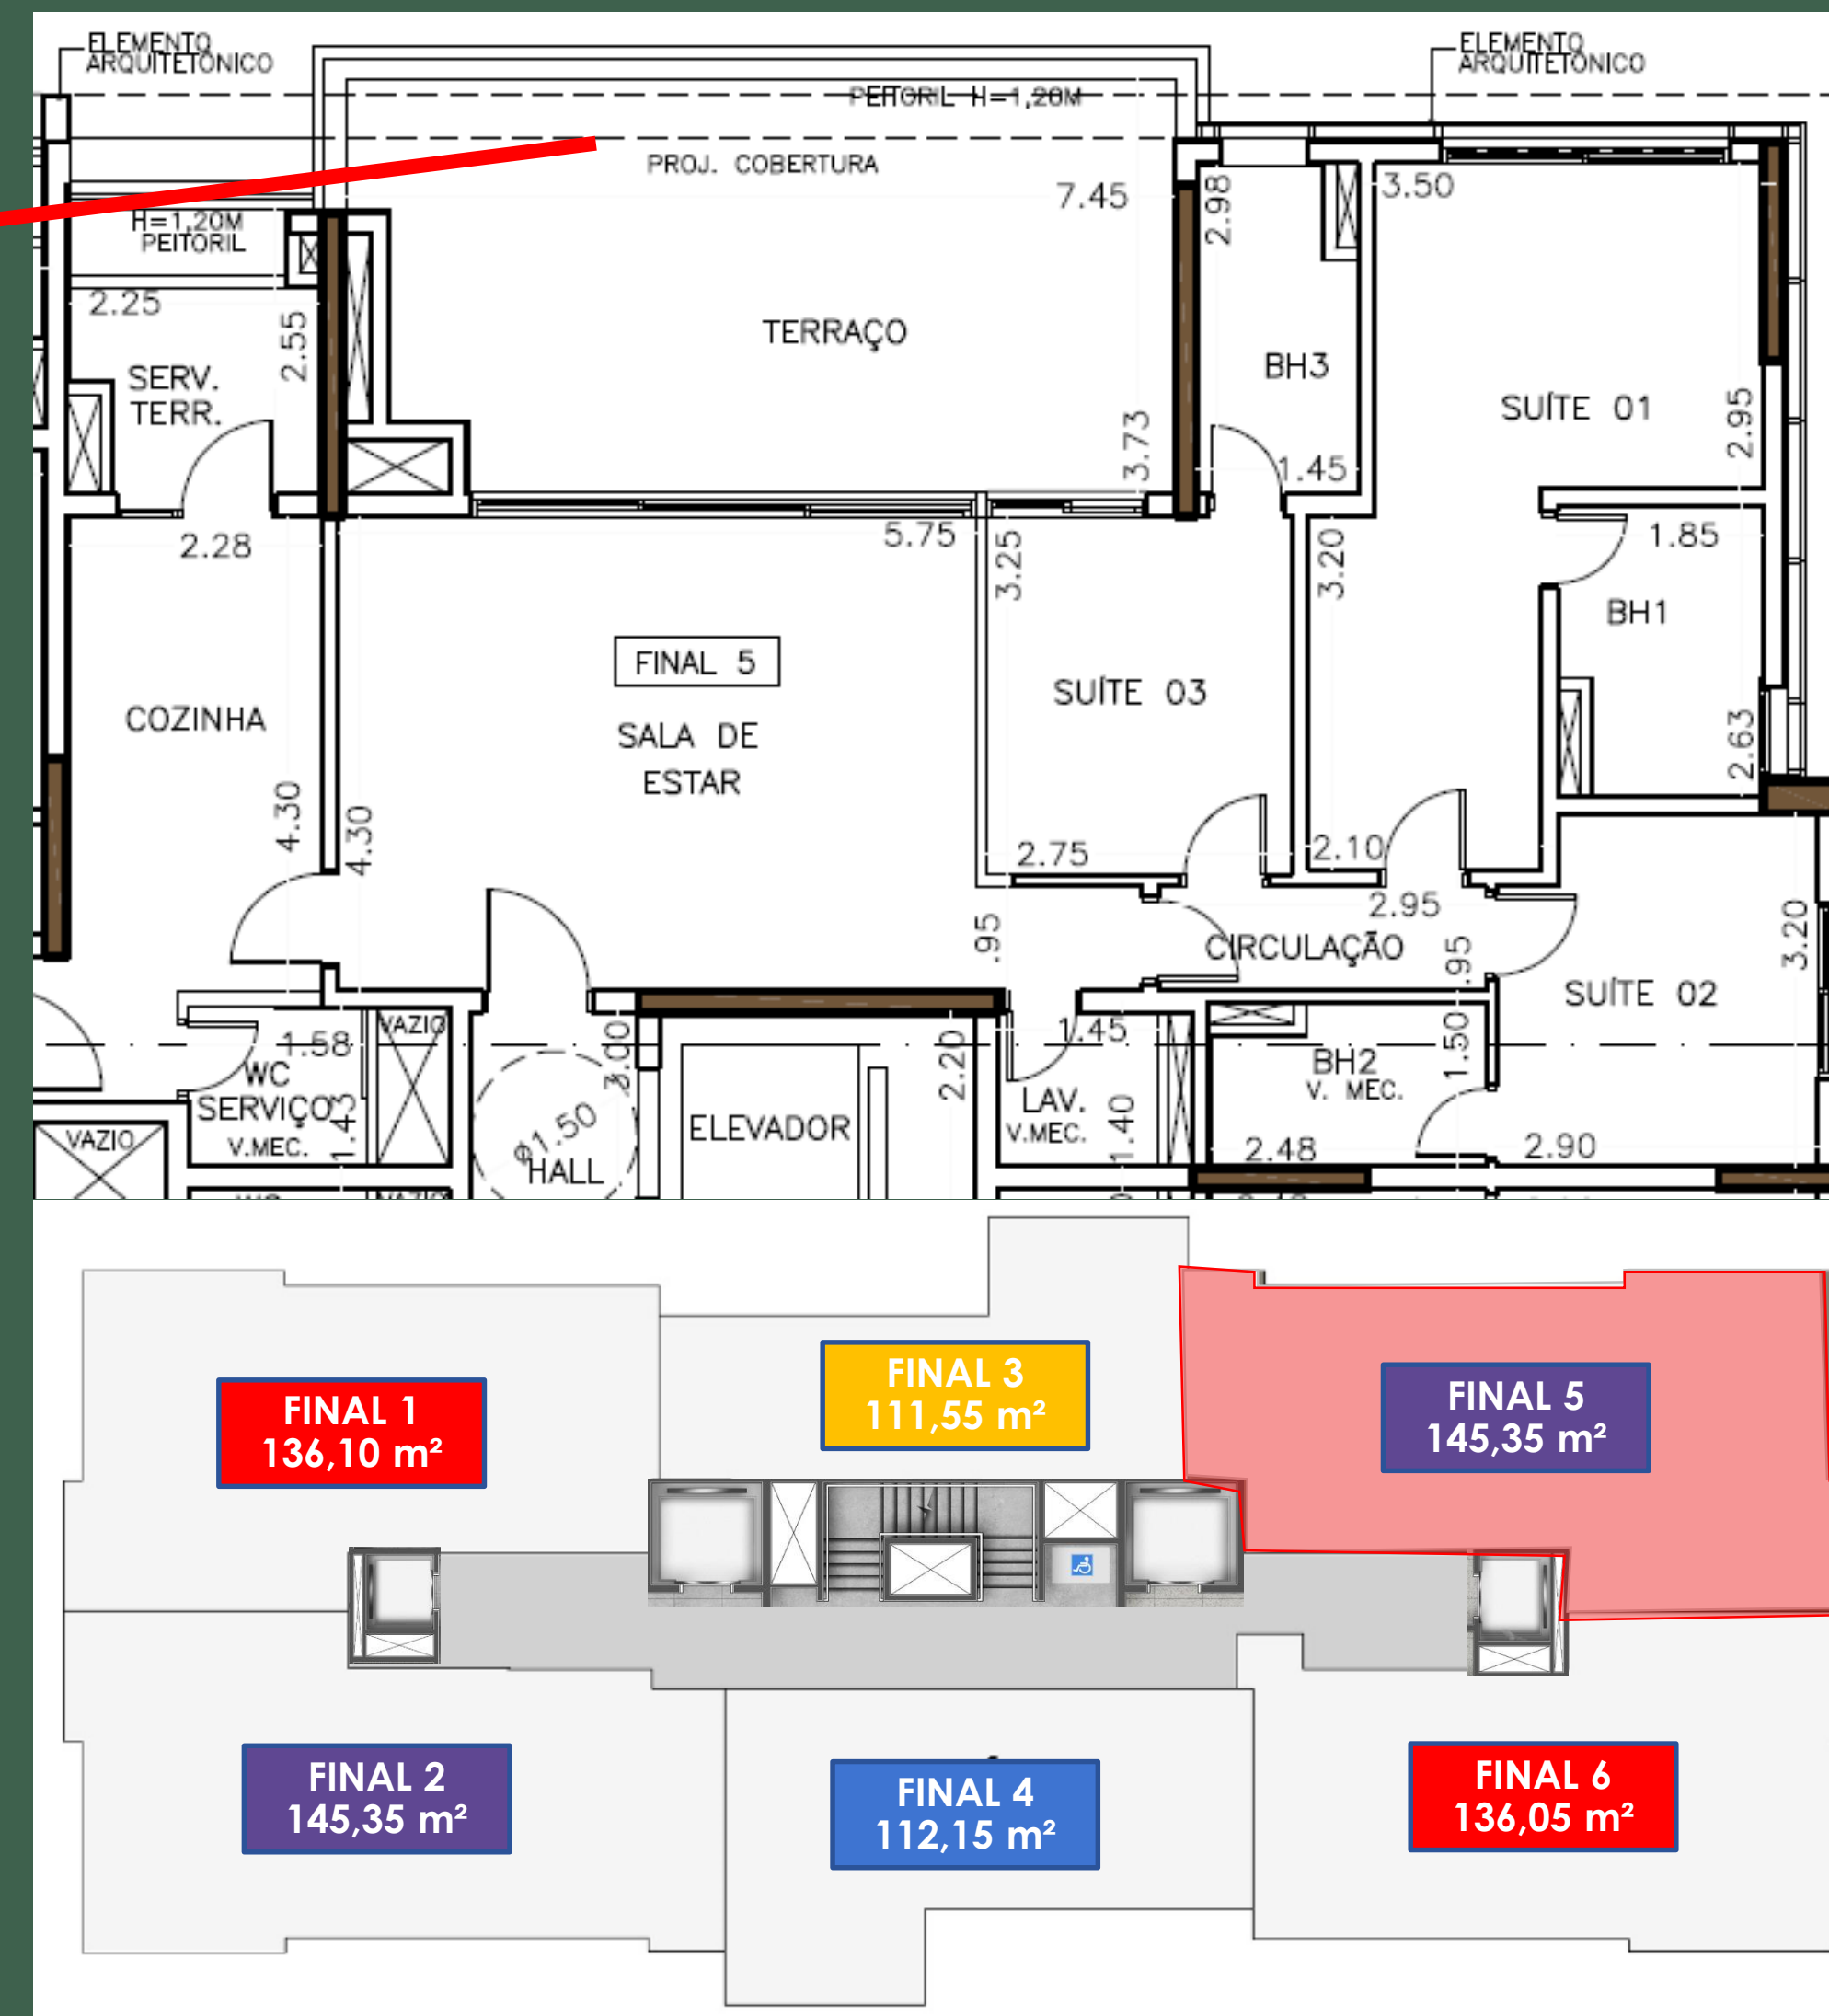 ELEMENTO
ARQUITETÔNICO
ELEMENTO
ARQUITETÔNICO
PEITORIL H=1,20M
PROJ. COBERTURA
7.45
2.98
3.50
H=1,20M
PEITORIL
2.25
2.55
SERV.
TERR.
TERRAÇO
BH3
SUÍTE 01
2.95
3.73
1.45
2.28
5.75
3.25
3.20
1.85
BH1
FINAL 5
COZINHA
SALA DE
ESTAR
SUÍTE 03
2.63
4.30
4.30
2.75
2.10
2.95
.95
CIRCULAÇÃO
.95
3.20
SUÍTE 02
VAZIO
1.58
WC
SERVIÇO
V.MEC.
1.43
3.00
2.20
1.45
BH2
V. MEC.
1.50
VAZIO
ø1.50
HALL
ELEVADOR
LAV.
V.MEC.
1.40
2.48
2.90
FINAL 1
136,10 m²
FINAL 3
111,55 m²
FINAL 5
145,35 m²
FINAL 2
145,35 m²
FINAL 4
112,15 m²
FINAL 6
136,05 m²